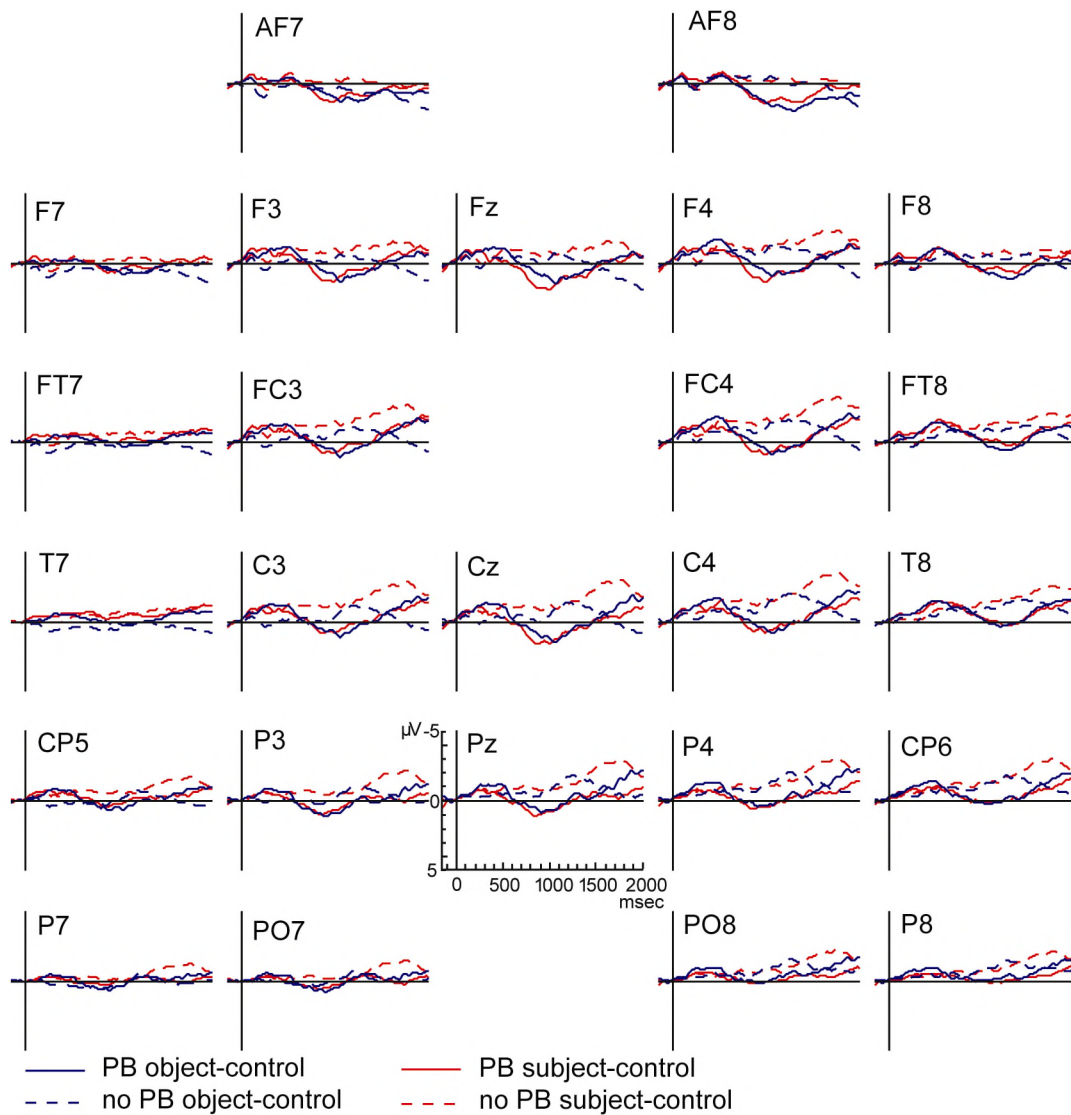 AF7 AF8
F7 F3 Fz F4 F8
FT7 FC3 FC4 FT8
T7 C3 Cz C4 T8
CP5 P3 µV -5 Pz P4 CP6
0
5
0 500 1000 1500 2000
msec
P7 PO7 PO8 P8
PB object-control PB subject-control
no PB object-control no PB subject-control